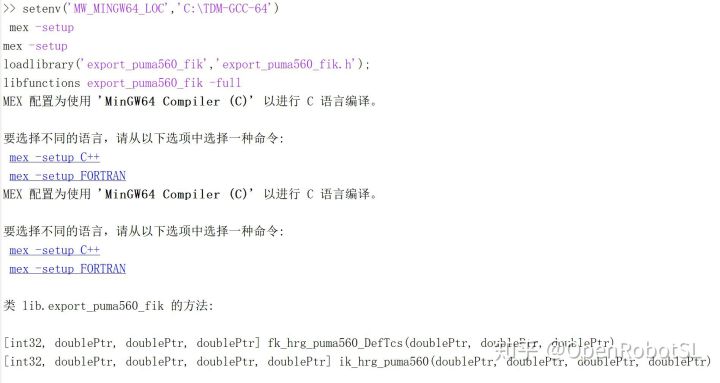 >> setenv('MW_MINGW64_LOC','C:\TDM-GCC-64')
mex -setup
mex -setup
loadlibrary('export_puma560_fik','export_puma560_fik.h');
libfunctions export_puma560_fik -full
MEX 配置为使用 'MinGW64 Compiler (C)' 以进行 C 语言编译。
要选择不同的语言，请从以下选项中选择一种命令:
mex -setup C++
mex -setup FORTRAN
MEX 配置为使用 'MinGW64 Compiler (C)' 以进行 C 语言编译。
要选择不同的语言，请从以下选项中选择一种命令:
mex -setup C++
mex -setup FORTRAN
类 lib.export_puma560_fik 的方法:
[int32, doublePtr, doublePtr, doublePtr] fk_hrg_puma560_DefTcs(doublePtr, doublePtr, doublePtr)
[int32, doublePtr, doublePtr, doublePtr, doublePtr] ik_hrg_puma560(doublePtr, doublePtr, doublePtr, doublePtr)
知乎 @OpenRobotSL